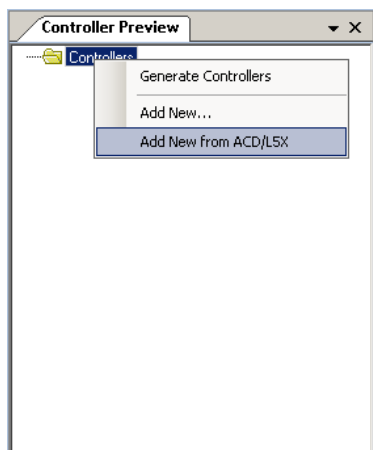 Controller Preview
Controllers
Generate Controllers
Add New...
Add New from ACD/L5X